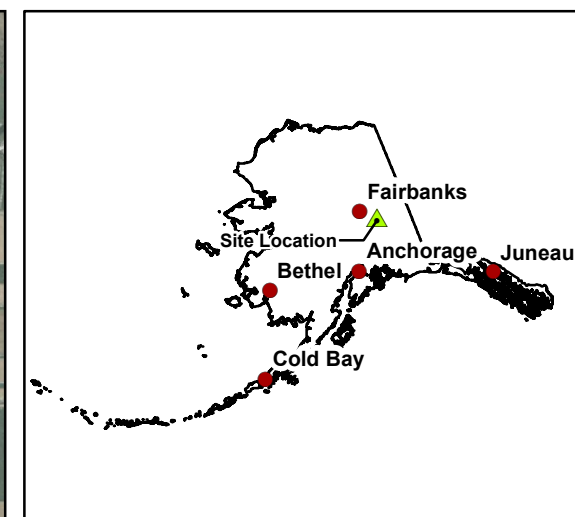 Fairbanks
Site Location
Anchorage
Juneau
Bethel
Cold Bay